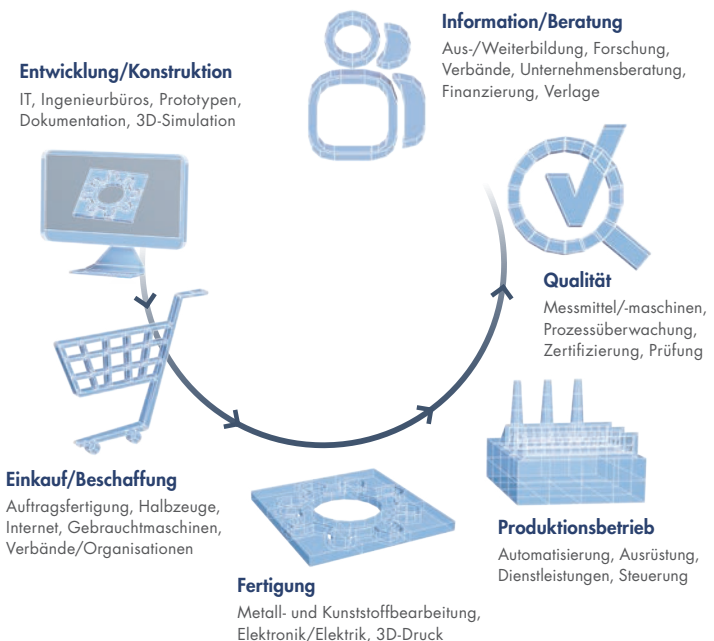 Information/Beratung
Aus-/Weiterbildung, Forschung,
Verbände, Unternehmensberatung,
Finanzierung, Verlage
Entwicklung/Konstruktion
IT, Ingenieurbüros, Prototypen,
Dokumentation, 3D-Simulation
Qualität
Messmittel/-maschinen,
Prozessüberwachung,
Zertifizierung, Prüfung
Einkauf/Beschaffung
Auftragsfertigung, Halbzeuge,
Internet, Gebrauchtmaschinen,
Verbände/Organisationen
Produktionsbetrieb
Automatisierung, Ausrüstung,
Dienstleistungen, Steuerung
Fertigung
Metall- und Kunststoffbearbeitung,
Elektronik/Elektrik, 3D-Druck